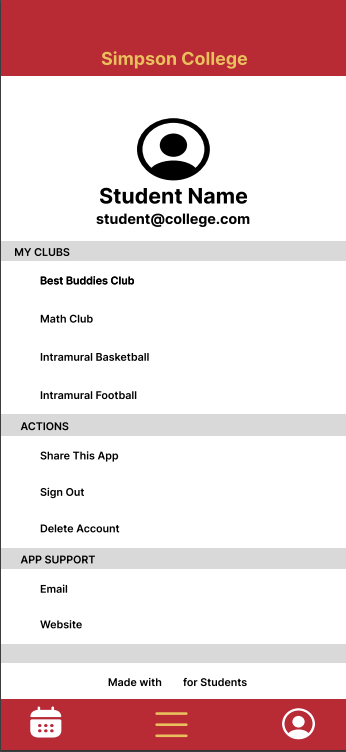 Simpson College
Student Name
student@college.com
MY CLUBS
Best Buddies Club
Math Club
Intramural Basketball
Intramural Football
ACTIONS
Share This App
Sign Out
Delete Account
APP SUPPORT
Email
Website
Made with for Students